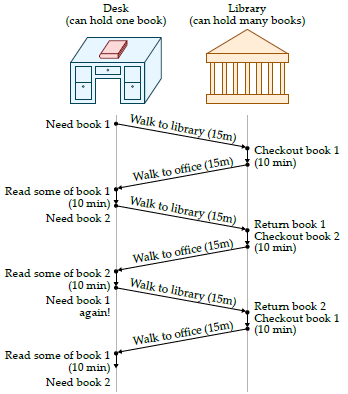 Desk
(can hold one book)
Library
(can hold many books)
Need book 1
Walk to library (15m)
Checkout book 1
(10 min)
Walk to office (15m)
Read some of book 1
(10 min)
Need book 2
Walk to library (15m)
Return book 1
Checkout book 2
(10 min)
Walk to office (15m)
Read some of book 2
(10 min)
Need book 1
again!
Walk to library (15m)
Return book 2
Checkout book 1
(10 min)
Walk to office (15m)
Read some of book 1
(10 min)
Need book 2